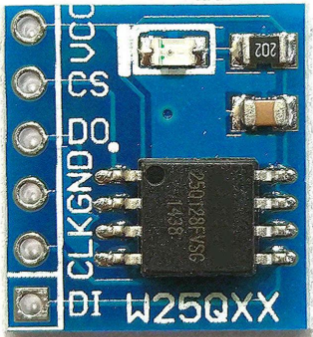 VCC
CS
DO
GND
CLK
DI
202
25Q128FVSG
1438
W25QXX